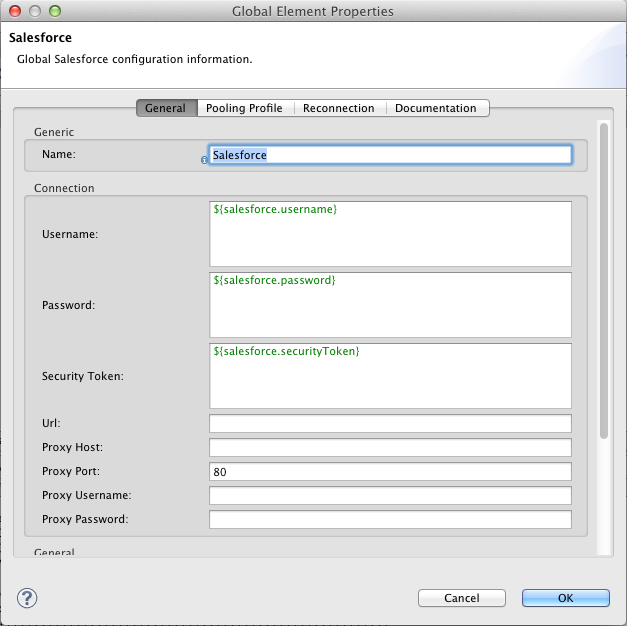 Global Element Properties
Salesforce
Global Salesforce configuration information.
General Pooling Profile Reconnection Documentation
Generic
Name: Salesforce
Connection
Username: ${salesforce.username}
Password: ${salesforce.password}
Security Token: ${salesforce.securityToken}
Url:
Proxy Host:
Proxy Port: 80
Proxy Username:
Proxy Password:
General
? Cancel OK